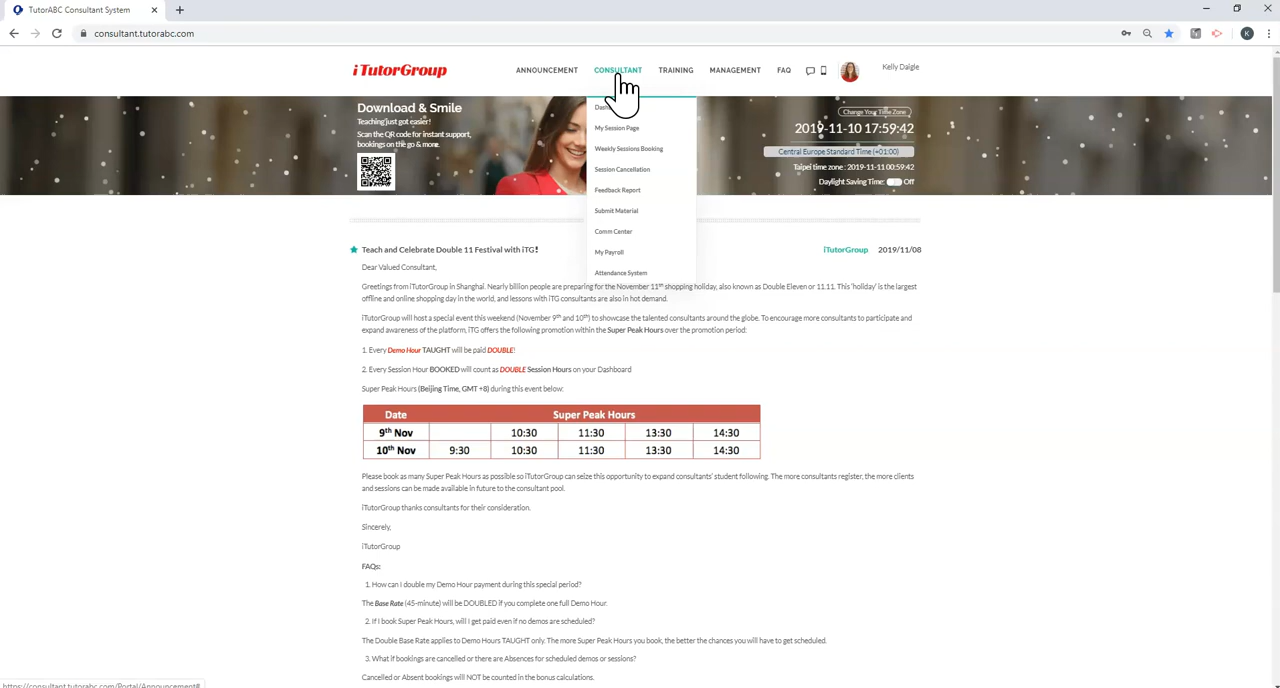 TutorABC Consultant System
consultant.tutorabc.com
K
iTutorGroup
ANNOUNCEMENT CONSULTANT TRAINING MANAGEMENT FAQ Kelly Daigle
Download & Smile
Teaching just got easier!
Scan the QR code for instant support,
bookings on the go & more.
My Session Page
Weekly Sessions Booking
Session Cancellation
Feedback Report
Submit Material
Comm Center
My Payroll
Attendance System
Change Your Time Zone
2019-11-10 17:59:42
Central Europe Standard Time (+01:00)
Taipei time zone : 2019-11-11 00:59:42
Daylight Saving Time: Off
Teach and Celebrate Double 11 Festival with iTG! iTutorGroup 2019/11/08
Dear Valued Consultant,
Greetings from iTutorGroup in Shanghai. Nearly billion people are preparing for the November 11th shopping holiday, also known as Double Eleven or 11.11. This 'holiday' is the largest
offline and online shopping day in the world, and lessons with iTG consultants are also in hot demand.
iTutorGroup will host a special event this weekend (November 9th and 10th) to showcase the talented consultants around the globe. To encourage more consultants to participate and
expand awareness of the platform, iTG offers the following promotion within the Super Peak Hours over the promotion period:
1. Every Demo Hour TAUGHT will be paid DOUBLE!
2. Every Session Hour BOOKED will count as DOUBLE Session Hours on your Dashboard
Super Peak Hours (Beijing Time, GMT +8) during this event below:
Date Super Peak Hours
9th Nov 10:30 11:30 13:30 14:30
10th Nov 9:30 10:30 11:30 13:30 14:30
Please book as many Super Peak Hours as possible so iTutorGroup can seize this opportunity to expand consultants' student following. The more consultants register, the more clients
and sessions can be made available in future to the consultant pool.
iTutorGroup thanks consultants for their consideration.
Sincerely,
iTutorGroup
FAQs:
1. How can I double my Demo Hour payment during this special period?
The Base Rate (45-minute) will be DOUBLED if you complete one full Demo Hour.
2. If I book Super Peak Hours, will I get paid even if no demos are scheduled?
The Double Base Rate applies to Demo Hours TAUGHT only. The more Super Peak Hours you book, the better the chances you will have to get scheduled.
3. What if bookings are cancelled or there are Absences for scheduled demos or sessions?
Cancelled or Absent bookings will NOT be counted in the bonus calculations.
https://consultant.tutorabc.com/Portal/Announcement#